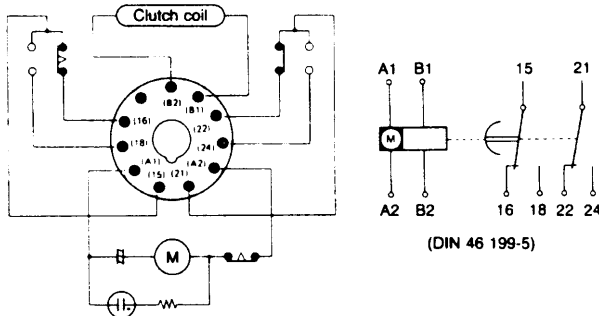 Clutch coil
(B2)
(B1)
(16)
(22)
(18)
(24)
(A1)
(A2)
(15)
(21)
M
A1 B1 15 21
M
A2 B2 16 18 22 24
(DIN 46 199-5)